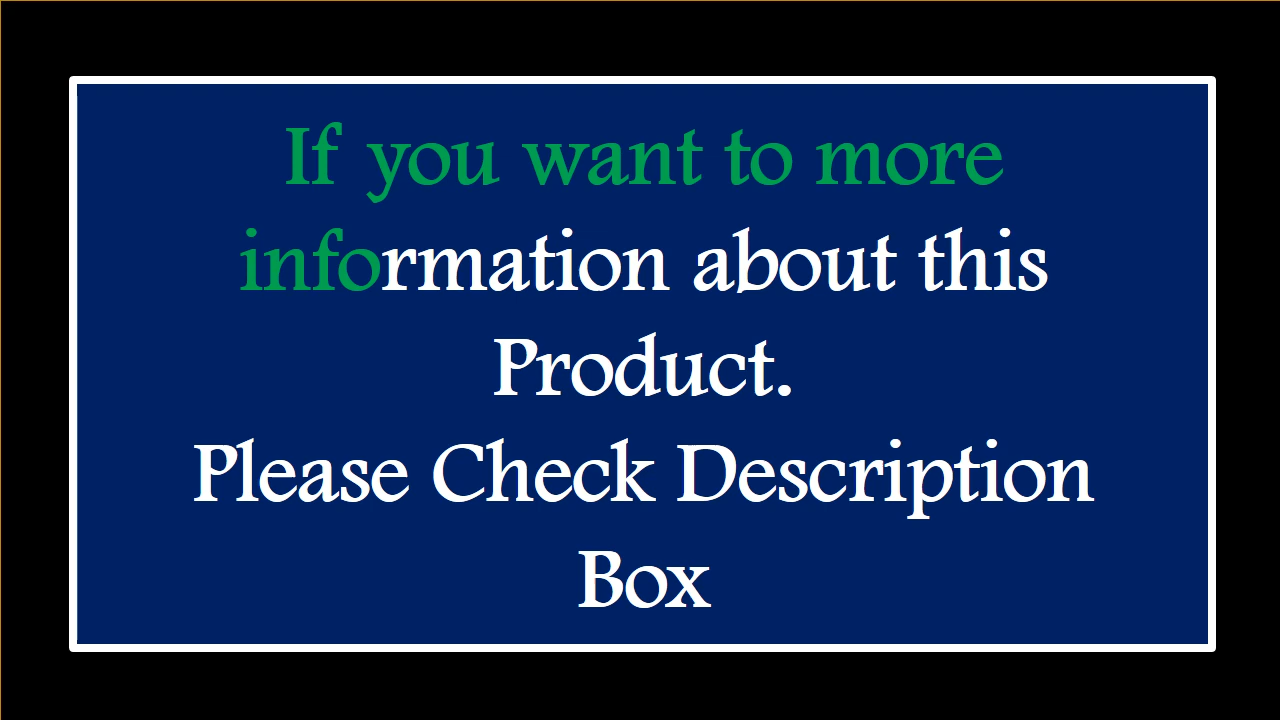 If you want to more
information about this
Product.
Please Check Description
Box